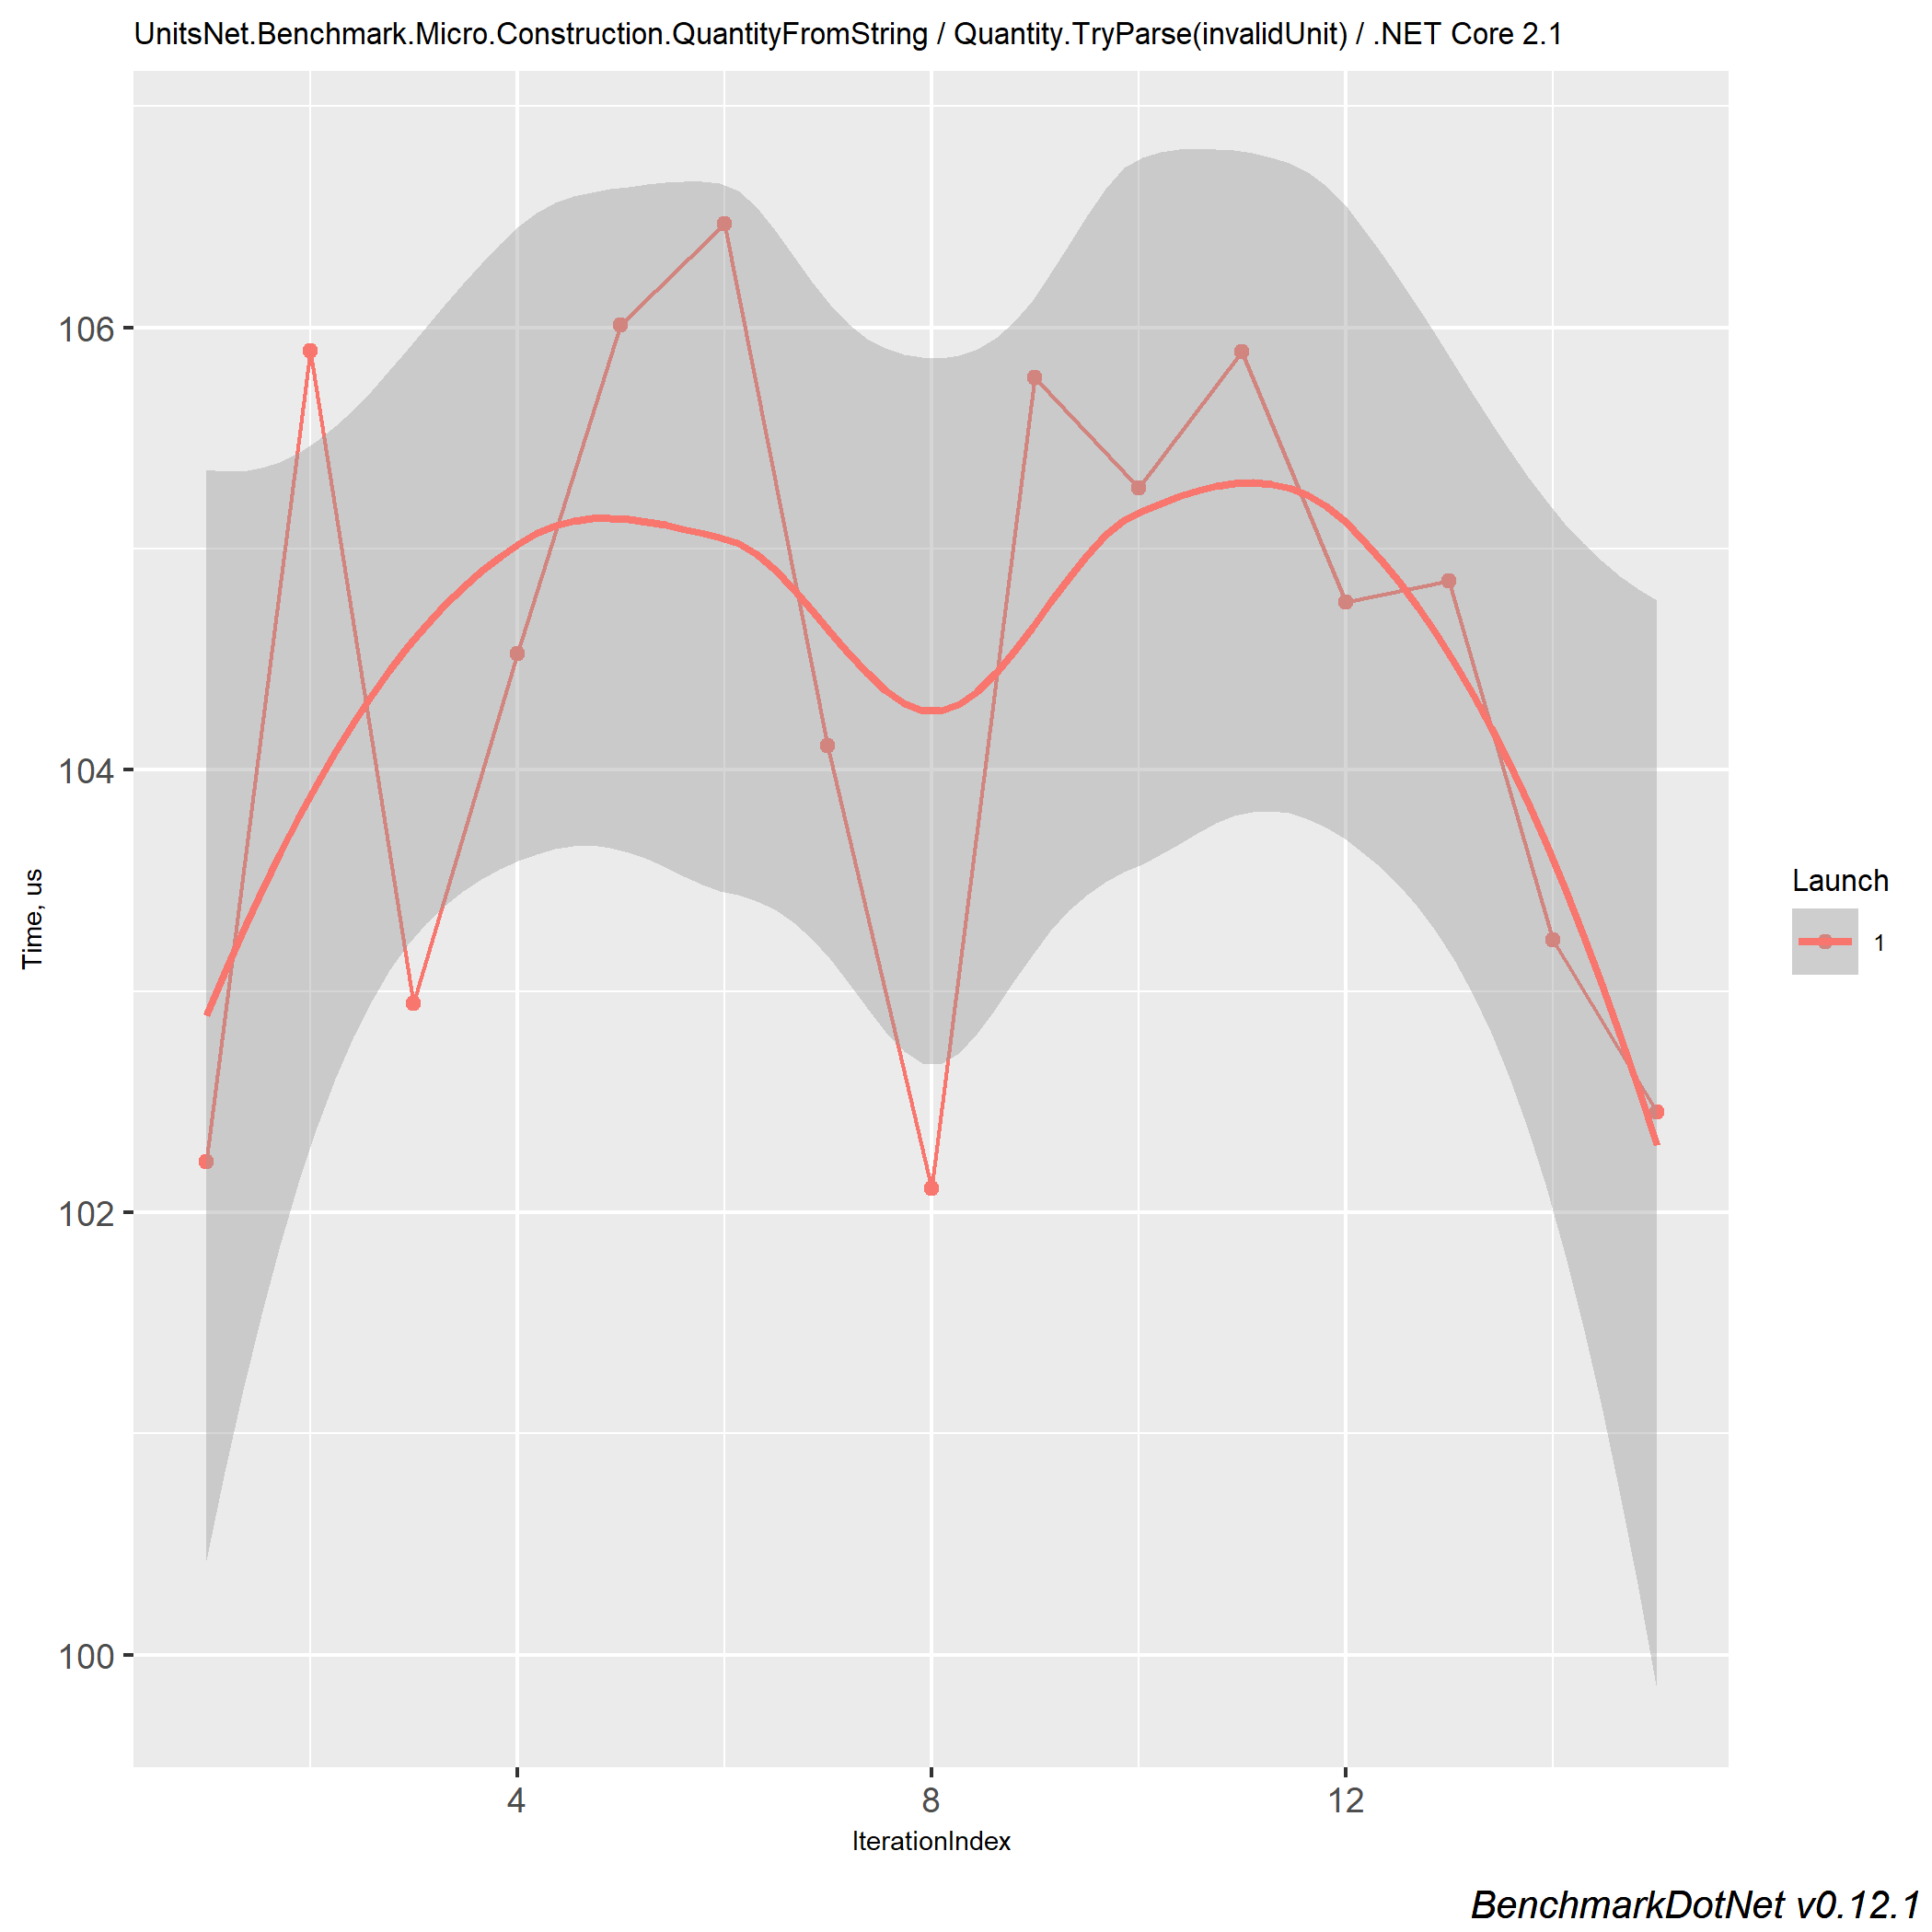 UnitsNet.Benchmark.Micro.Construction.QuantityFromString / Quantity.TryParse(invalidUnit) / .NET Core 2.1
106
104
102
100
Time, us
4 8 12
IterationIndex
Launch
1
BenchmarkDotNet v0.12.1